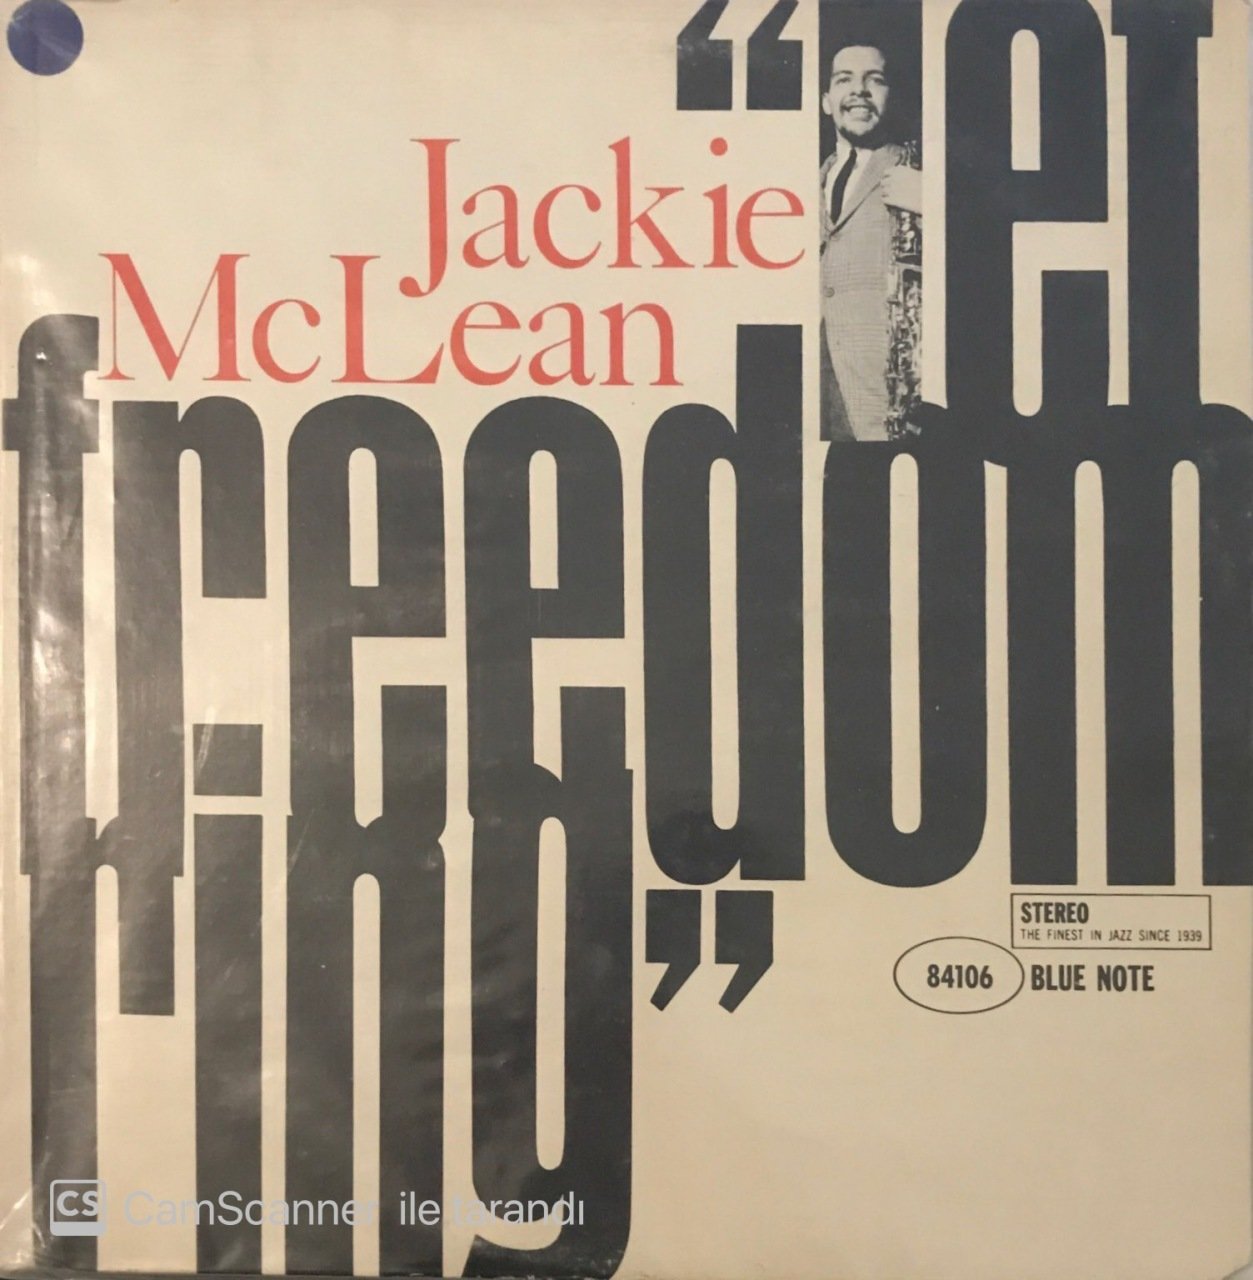 “let
Jackie
McLean
freedom
ring”
STEREO
THE FINEST IN JAZZ SINCE 1939
84106 BLUE NOTE
CS CamScanner ile tarandı